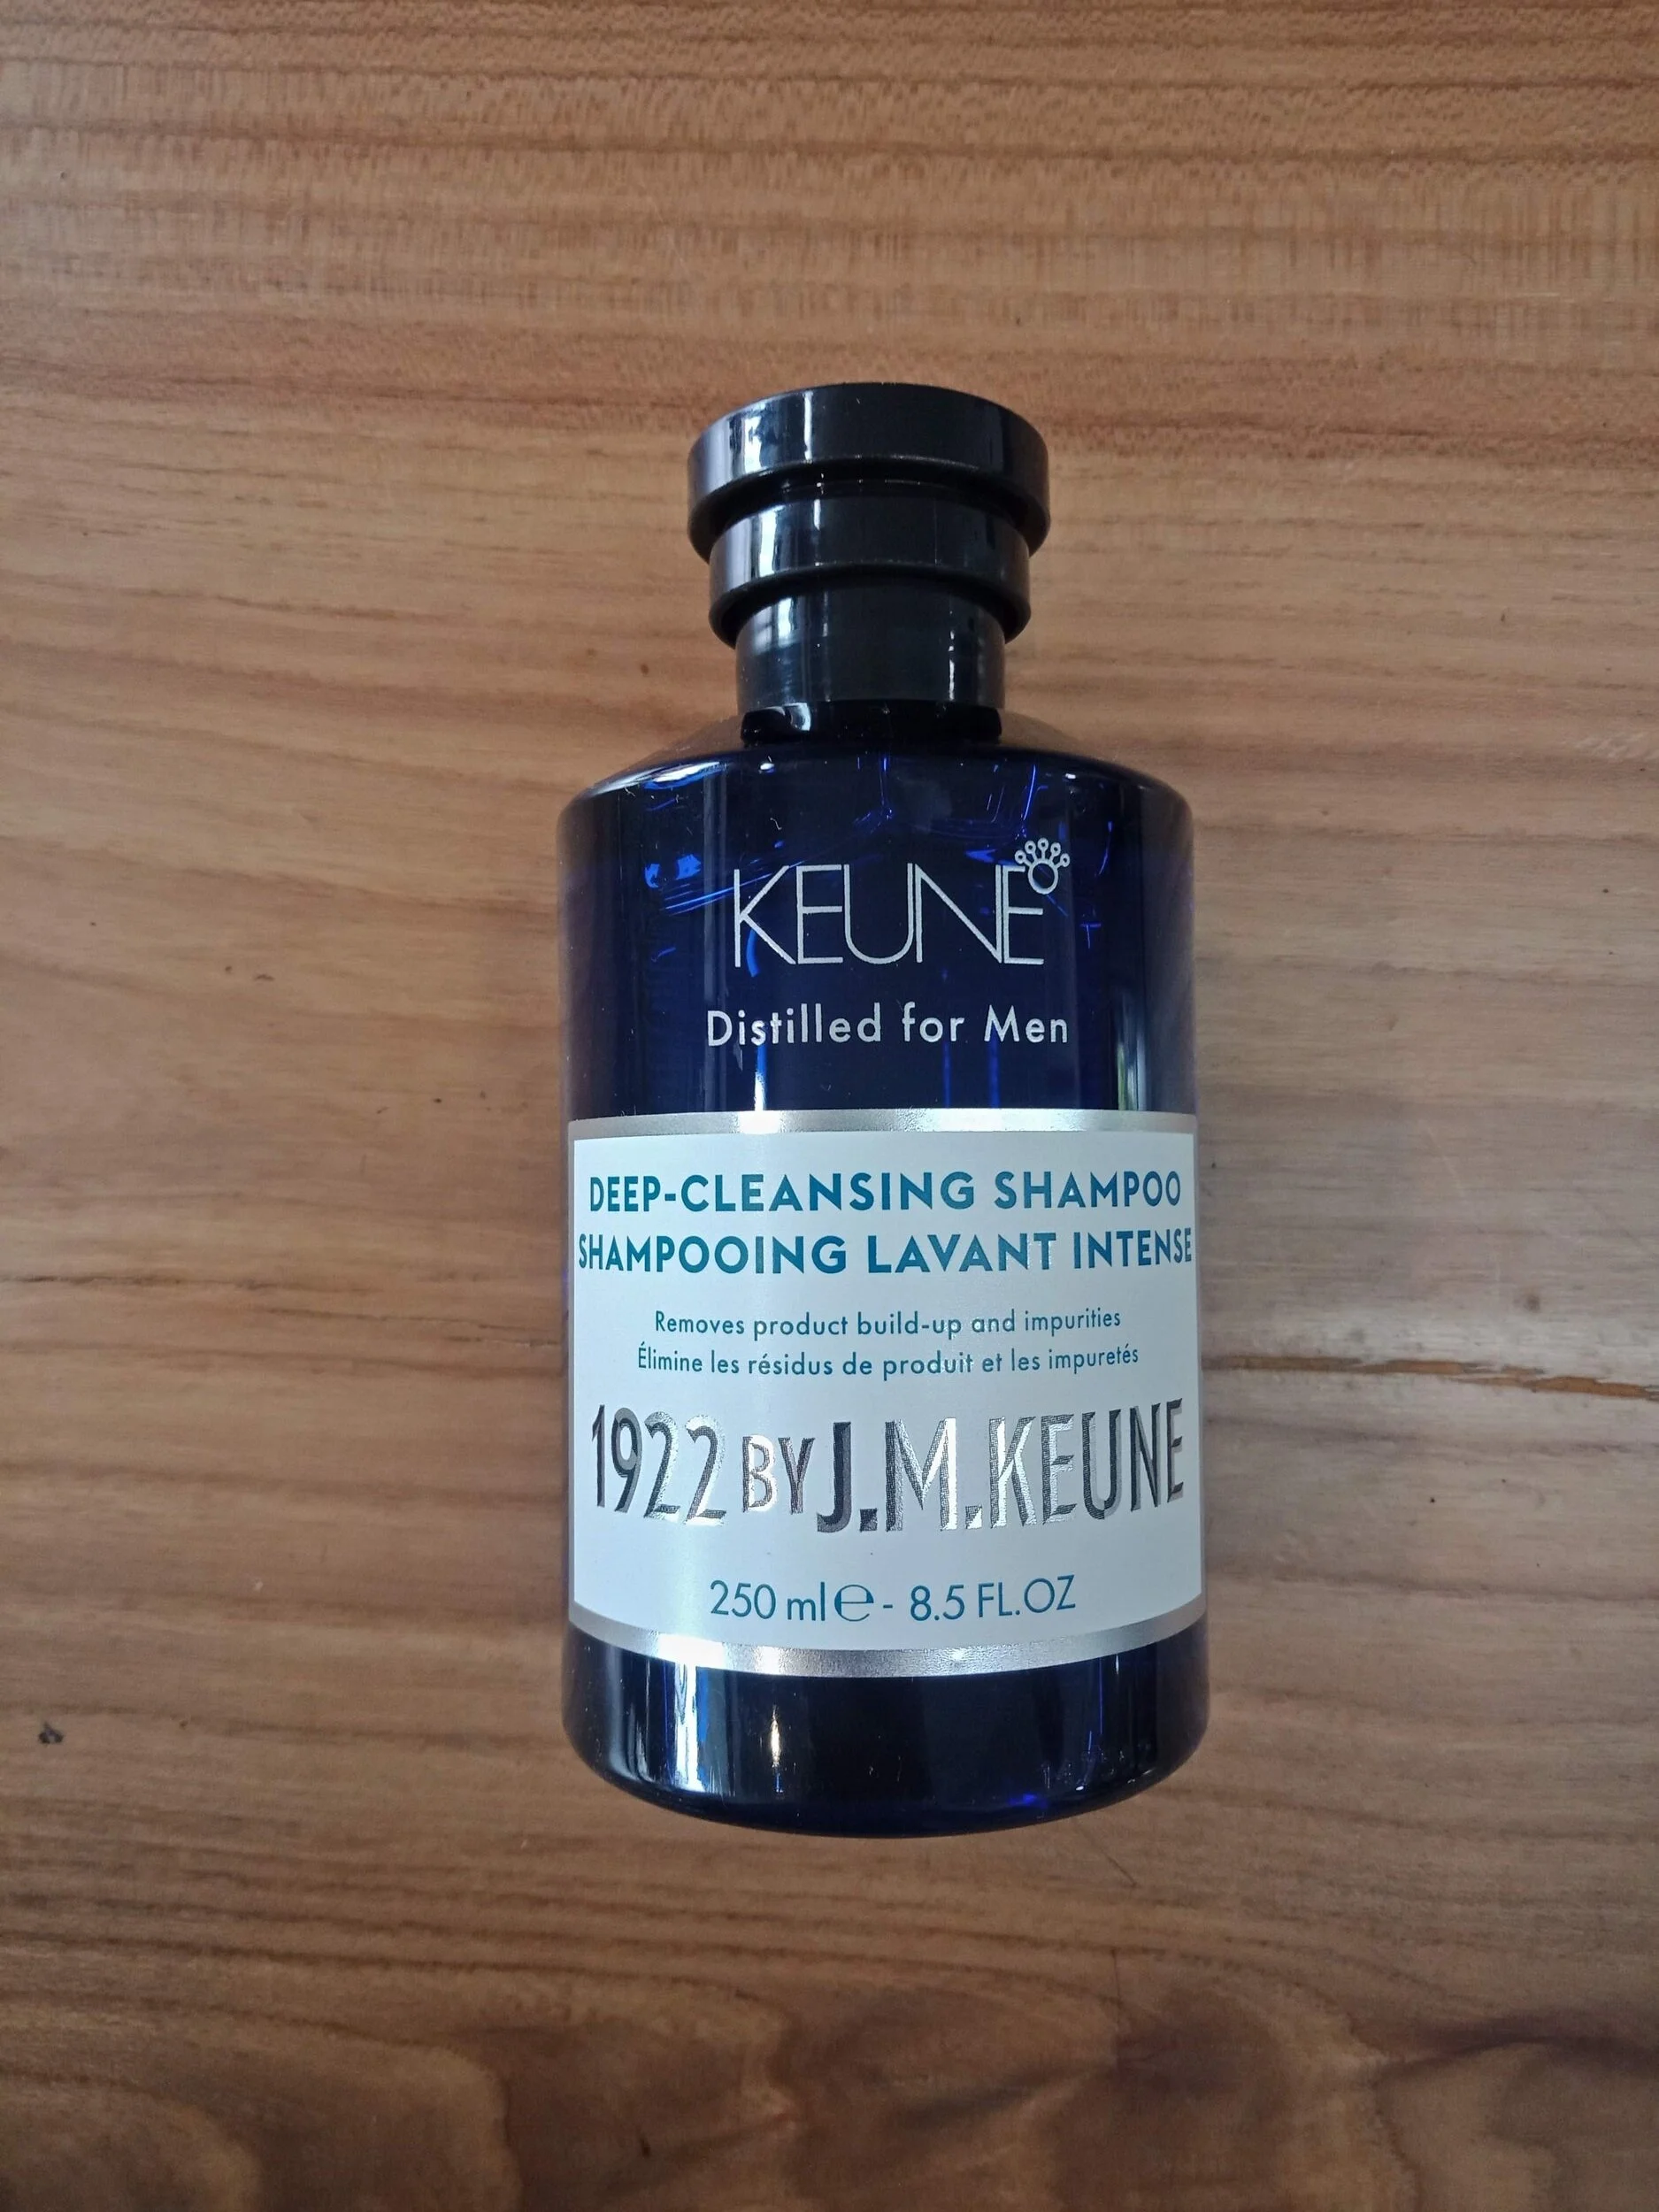 KEUNE
Distilled for Men
DEEP-CLEANSING SHAMPOO
SHAMPOOING LAVANT INTENSE
Removes product build-up and impurities
Élimine les résidus de produit et les impuretés
1922 BY J.M.KEUNE
250 ml ℮ - 8.5 FL.OZ